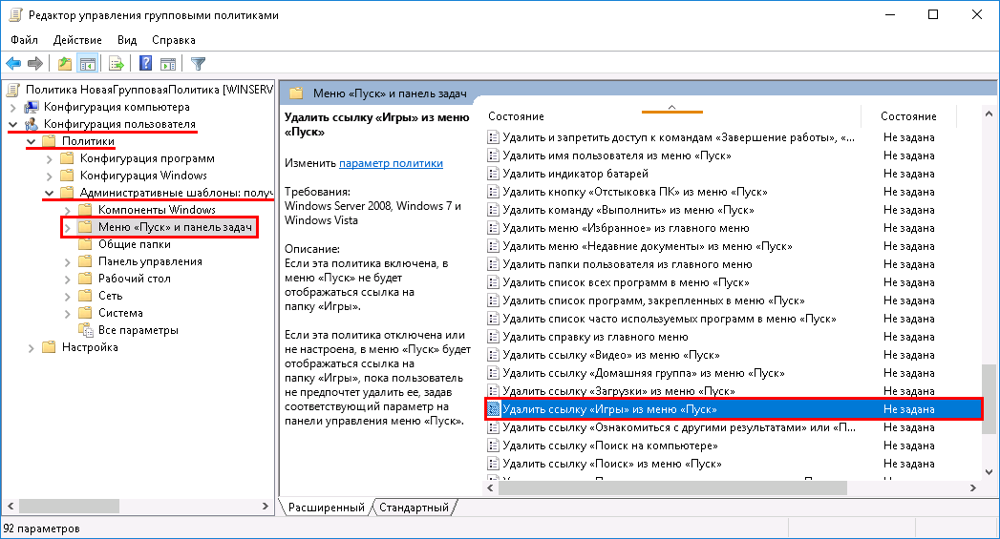 Редактор управления групповыми политиками
Файл Действие Вид Справка
Политика НоваяГрупповаяПолитика [WINSERV
Конфигурация компьютера
Конфигурация пользователя
Политики
Конфигурация программ
Конфигурация Windows
Административные шаблоны: получ
Компоненты Windows
Меню «Пуск» и панель задач
Общие папки
Панель управления
Рабочий стол
Сеть
Система
Все параметры
Настройка
Меню «Пуск» и панель задач
Удалить ссылку «Игры» из меню
«Пуск»
Изменить параметр политики
Требования:
Windows Server 2008, Windows 7 и
Windows Vista
Описание:
Если эта политика включена, в
меню «Пуск» не будет
отображаться ссылка на
папку «Игры».
Если эта политика отключена или
не настроена, в меню «Пуск» будет
отображаться ссылка на
папку «Игры», пока пользователь
не предпочтет удалить ее, задав
соответствующий параметр на
панели управления меню «Пуск».
Состояние Состояние
Удалить и запретить доступ к командам «Завершение работы», «... Не задана
Удалить имя пользователя из меню «Пуск» Не задана
Удалить индикатор батарей Не задана
Удалить кнопку «Отстыковка ПК» из меню «Пуск» Не задана
Удалить команду «Выполнить» из меню «Пуск» Не задана
Удалить меню «Избранное» из главного меню Не задана
Удалить меню «Недавние документы» из меню «Пуск» Не задана
Удалить папки пользователя из главного меню Не задана
Удалить список всех программ в меню «Пуск» Не задана
Удалить список программ, закрепленных в меню «Пуск» Не задана
Удалить список часто используемых программ в меню «Пуск» Не задана
Удалить справку из главного меню Не задана
Удалить ссылку «Видео» из меню «Пуск» Не задана
Удалить ссылку «Домашняя группа» из меню «Пуск» Не задана
Удалить ссылку «Загрузки» из меню «Пуск» Не задана
Удалить ссылку «Игры» из меню «Пуск» Не задана
Удалить ссылку «Ознакомиться с другими результатами» или «П... Не задана
Удалить ссылку «Поиск на компьютере» Не задана
Удалить ссылку «Поиск» из меню «Пуск» Не задана
Расширенный Стандартный
92 параметров